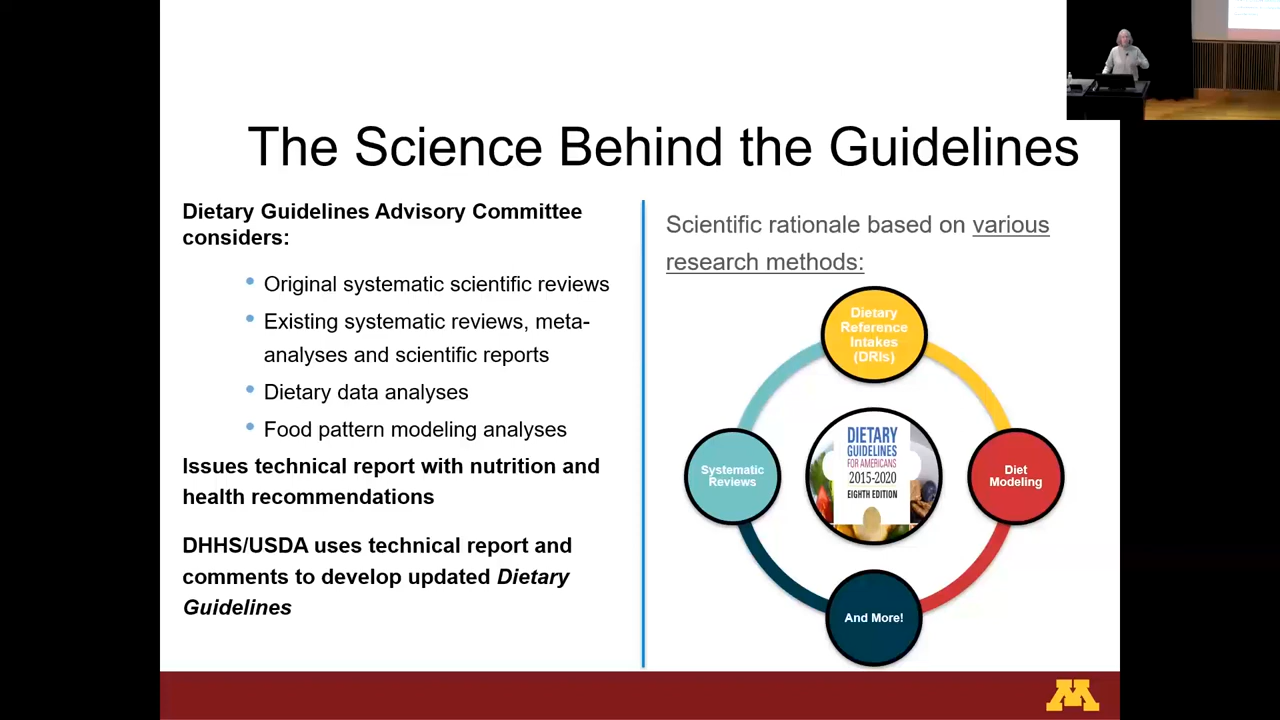 The Science Behind the Guidelines
Dietary Guidelines Advisory Committee
considers:
Original systematic scientific reviews
Existing systematic reviews, meta-
analyses and scientific reports
Dietary data analyses
Food pattern modeling analyses
Issues technical report with nutrition and
health recommendations
DHHS/USDA uses technical report and
comments to develop updated Dietary
Guidelines
Scientific rationale based on various
research methods:
Dietary
Reference
Intakes
(DRIs)
Systematic
Reviews
DIETARY
GUIDELINES
FOR AMERICANS
2015-2020
EIGHTH EDITION
Diet
Modeling
And More!
M